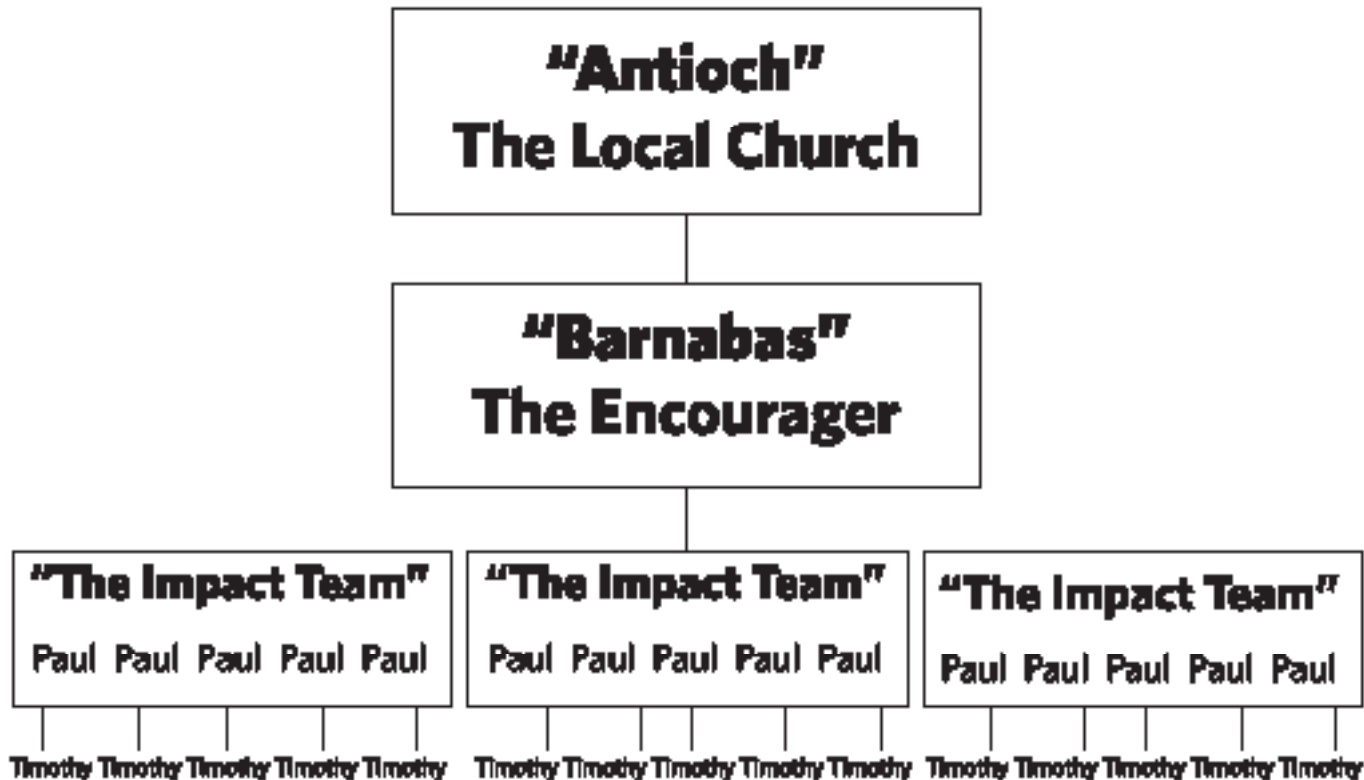 “Antioch”
The Local Church
“Barnabas”
The Encourager
“The Impact Team”
Paul Paul Paul Paul Paul
Timothy Timothy Timothy Timothy Timothy
“The Impact Team”
Paul Paul Paul Paul Paul
Timothy Timothy Timothy Timothy Timothy
“The Impact Team”
Paul Paul Paul Paul Paul
Timothy Timothy Timothy Timothy Timothy